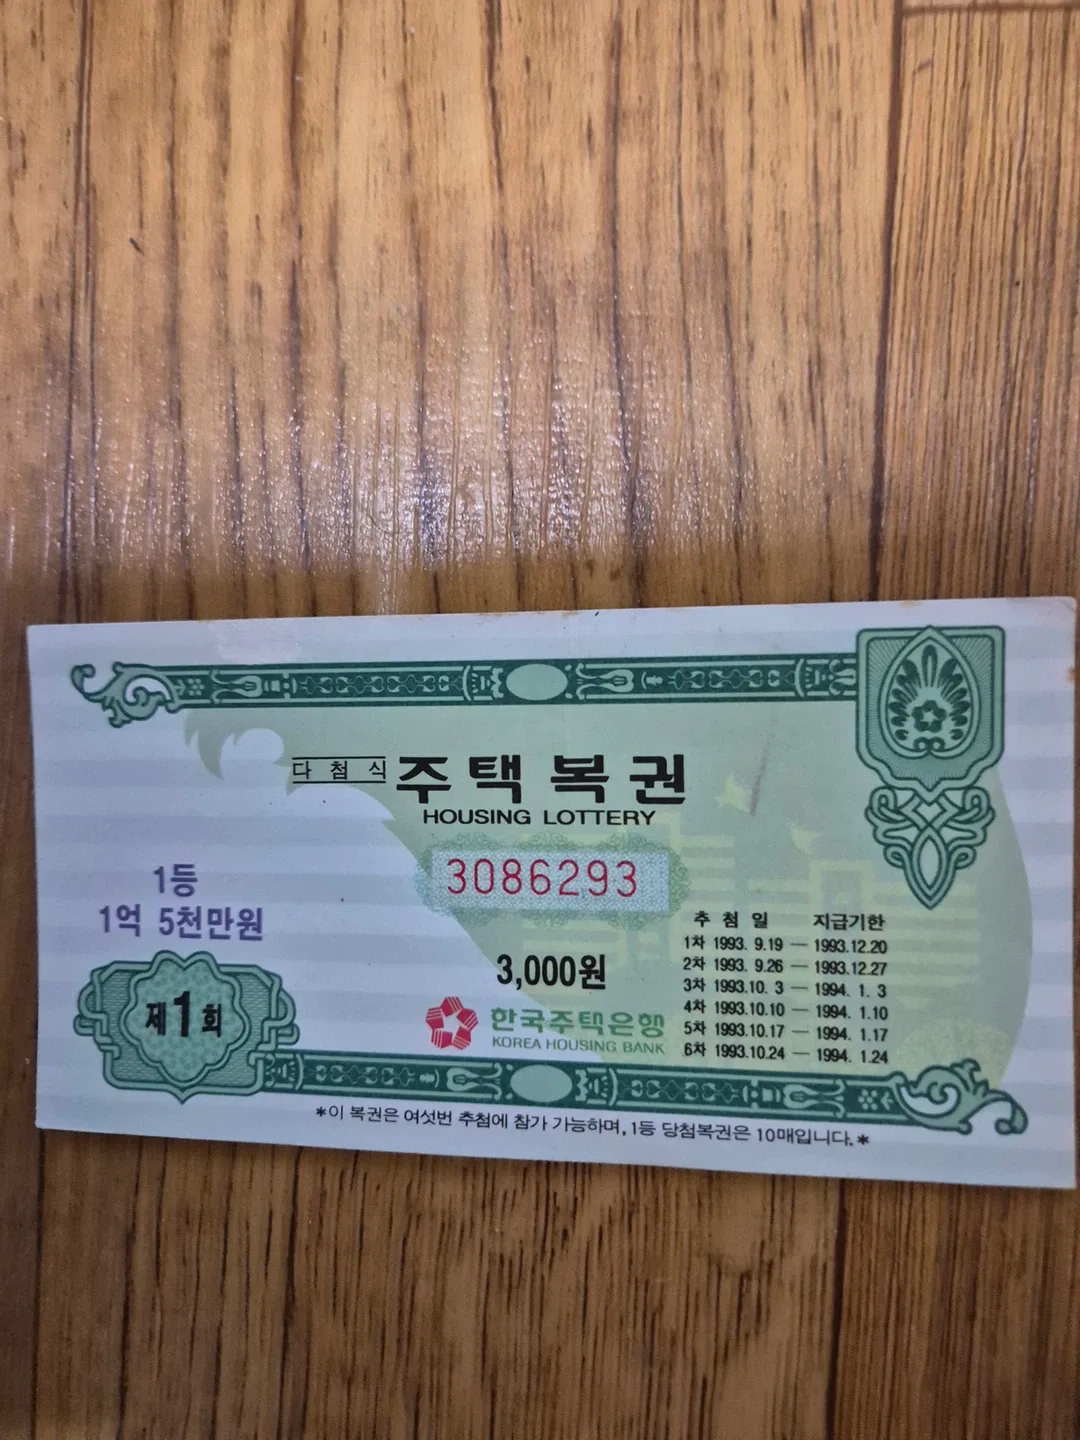 다첨식 주택복권
HOUSING LOTTERY
3086293
1등
1억 5천만원
3,000원
제1회
한국주택은행
KOREA HOUSING BANK
추첨일 지급기한
1차 1993. 9.19 — 1993.12.20
2차 1993. 9.26 — 1993.12.27
3차 1993.10. 3 — 1994. 1. 3
4차 1993.10.10 — 1994. 1.10
5차 1993.10.17 — 1994. 1.17
6차 1993.10.24 — 1994. 1.24
*이 복권은 여섯번 추첨에 참가 가능하며, 1등 당첨복권은 10매입니다.*